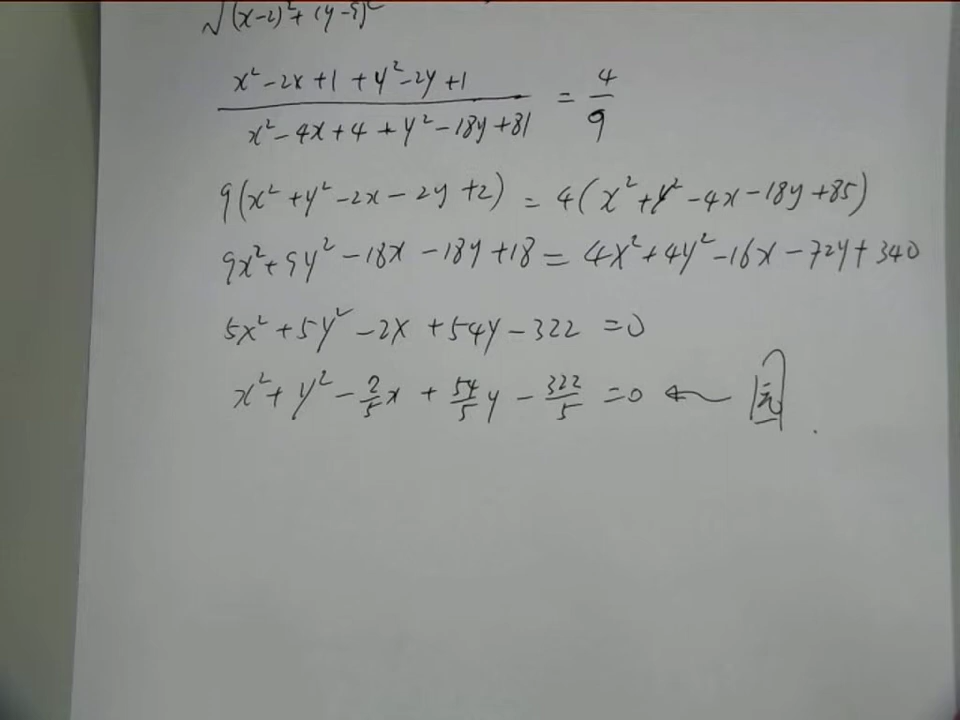 √(x-2)²+(y-9)²
x²-2x+1+y²-2y+1 / x²-4x+4+y²-18y+81 = 4/9
9(x²+y²-2x-2y+2) = 4(x²+y²-4x-18y+85)
9x²+9y²-18x-18y+18 = 4x²+4y²-16x-72y+340
5x²+5y²-2x+54y-322=0
x²+y²-2/5x+54/5y-322/5=0 ←